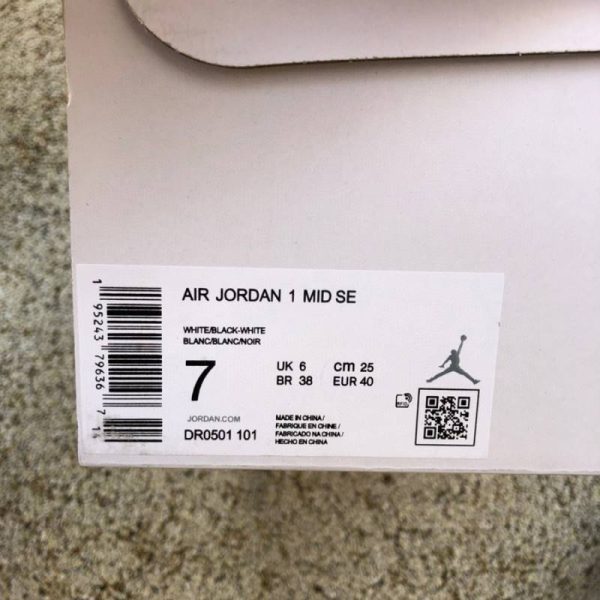 AIR JORDAN 1 MID SE
WHITE/BLACK-WHITE
BLANC/BLANC/NOIR
7
UK 6
cm 25
BR 38
EUR 40
JORDAN.COM
DR0501 101
MADE IN CHINA /
FABRIQUE EN CHINE /
FABRICADO NA CHINA /
HECHO EN CHINA
1 95243 79636 7